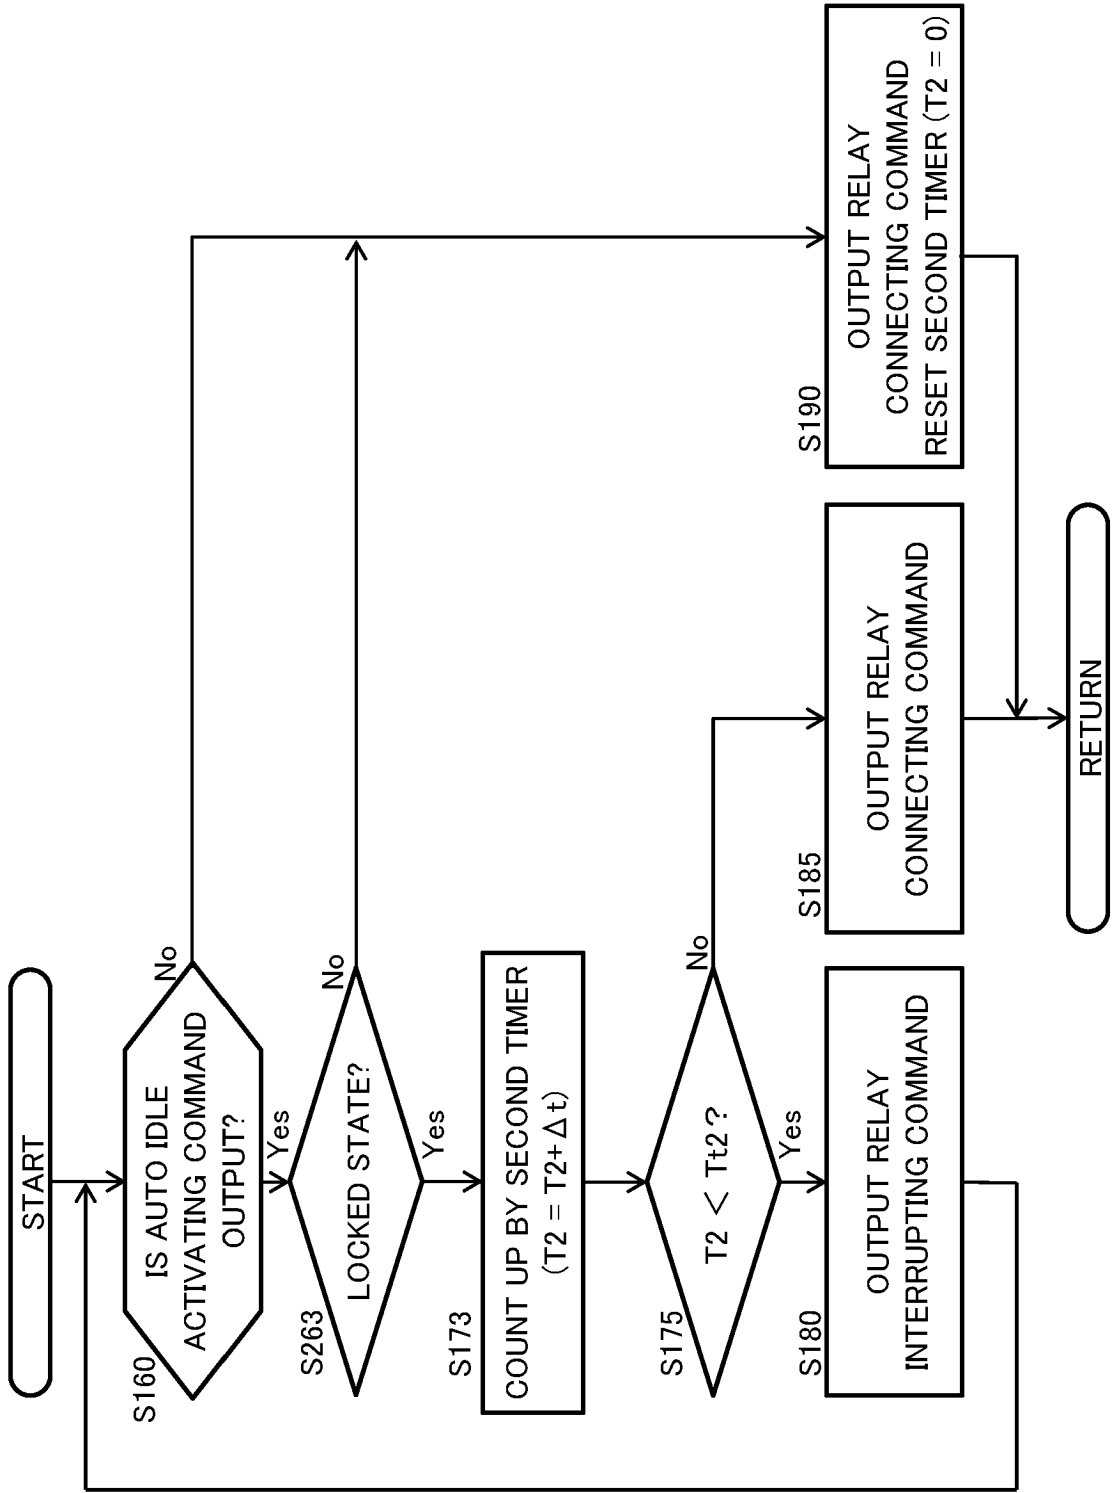 START
S160
IS AUTO IDLE
ACTIVATING COMMAND
OUTPUT?
No
Yes
S263
LOCKED STATE?
No
Yes
S173
COUNT UP BY SECOND TIMER
(T2 = T2+Δt)
S175
T2 < Tt2?
No
Yes
S180
OUTPUT RELAY
INTERRUPTING COMMAND
S185
OUTPUT RELAY
CONNECTING COMMAND
S190
OUTPUT RELAY
CONNECTING COMMAND
RESET SECOND TIMER (T2 = 0)
RETURN